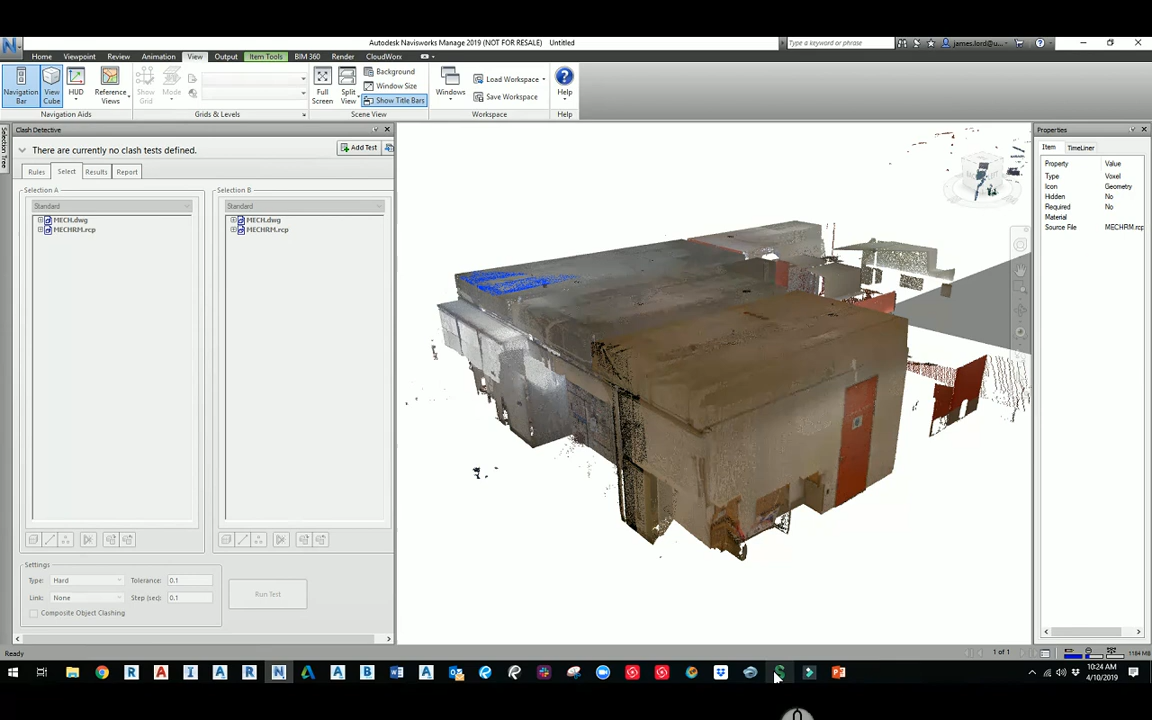 Autodesk Navisworks Manage 2019 (NOT FOR RESALE) Untitled
Type a keyword or phrase
james.lord@u...
Home Viewpoint Review Animation View Output Item Tools BIM 360 Render CloudWorx
Navigation Bar
View Cube
HUD
Reference Views
Navigation Aids
Show Grid
Mode
Grids & Levels
Full Screen
Split View
Background
Window Size
Show Title Bars
Scene View
Windows
Load Workspace
Save Workspace
Workspace
Help
Help
Selection Tree
Clash Detective
There are currently no clash tests defined.
Add Test
Rules Select Results Report
Selection A
Standard
MECH.dwg
MECHRM.rcp
Selection B
Standard
MECH.dwg
MECHRM.rcp
Settings
Type: Hard Tolerance: 0.1
Link: None Step (sec): 0.1
Composite Object Clashing
Run Test
Properties
Item TimeLiner
Property Value
Type Voxel
Icon Geometry
Hidden No
Required No
Material
Source File MECHRM.rcp
Ready
1 of 1
1184 MB
10:24 AM
4/10/2019